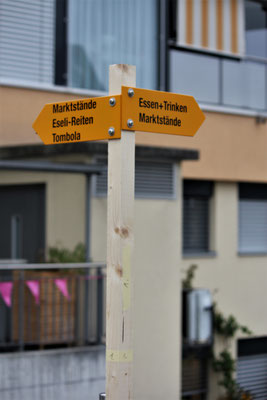 Marktstände
Eseli-Reiten
Tombola
Essen+Trinken
Marktstände